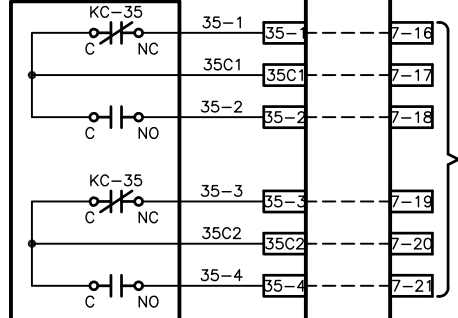 KC-35
C NC 35-1 35-1 7-16
35C1 35C1 7-17
C NO 35-2 35-2 7-18
KC-35
C NC 35-3 35-3 7-19
35C2 35C2 7-20
C NO 35-4 35-4 7-21